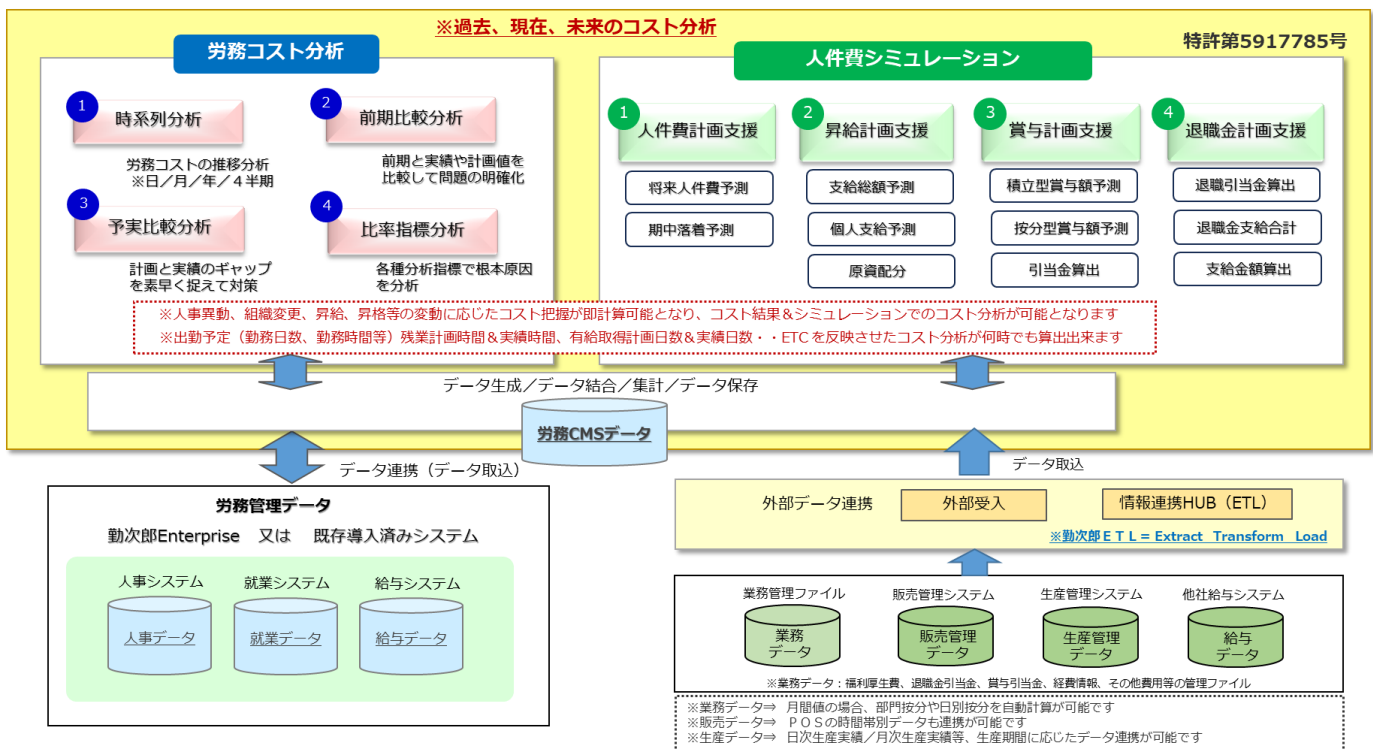 ※過去、現在、未来のコスト分析
特許第5917785号
労務コスト分析
1
時系列分析
労務コストの推移分析
※日／月／年／４半期
2
前期比較分析
前期と実績や計画値を
比較して問題の明確化
3
予実比較分析
計画と実績のギャップ
を素早く捉えて対策
4
比率指標分析
各種分析指標で根本原因
を分析
人件費シミュレーション
1
人件費計画支援
将来人件費予測
期中落着予測
2
昇給計画支援
支給総額予測
個人支給予測
原資配分
3
賞与計画支援
積立型賞与額予測
按分型賞与額予測
引当金算出
4
退職金計画支援
退職引当金算出
退職金支給合計
支給金額算出
※人事異動、組織変更、昇給、昇格等の変動に応じたコスト把握が即計算可能となり、コスト結果＆シミュレーションでのコスト分析が可能となります
※出勤予定（勤務日数、勤務時間等）残業計画時間＆実績時間、有給取得計画日数＆実績日数・・ETCを反映させたコスト分析が何時でも算出出来ます
データ生成／データ結合／集計／データ保存
労務CMSデータ
データ連携（データ取込）
データ取込
労務管理データ
勤次郎Enterprise　又は　既存導入済みシステム
人事システム
就業システム
給与システム
人事データ
就業データ
給与データ
外部データ連携
外部受入
情報連携HUB（ETL）
※勤次郎ＥＴＬ＝Extract Transform Load
業務管理ファイル
販売管理システム
生産管理システム
他社給与システム
業務
データ
販売管理
データ
生産管理
データ
給与
データ
※業務データ：福利厚生費、退職金引当金、賞与引当金、経費情報、その他費用等の管理ファイル
※業務データ⇒　月間値の場合、部門按分や日別按分を自動計算が可能です
※販売データ⇒　ＰＯＳの時間帯別データも連携が可能です
※生産データ⇒　日次生産実績／月次生産実績等、生産期間に応じたデータ連携が可能です